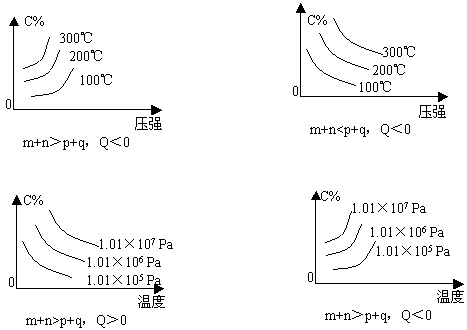 C%
300℃
200℃
100℃
0
压强
m+n>p+q, Q<0
C%
300℃
200℃
100℃
0
压强
m+n<p+q, Q<0
C%
1.01×10⁷ Pa
1.01×10⁶ Pa
1.01×10⁵ Pa
0
温度
m+n>p+q, Q>0
C%
1.01×10⁷ Pa
1.01×10⁶ Pa
1.01×10⁵ Pa
0
温度
m+n>p+q, Q<0